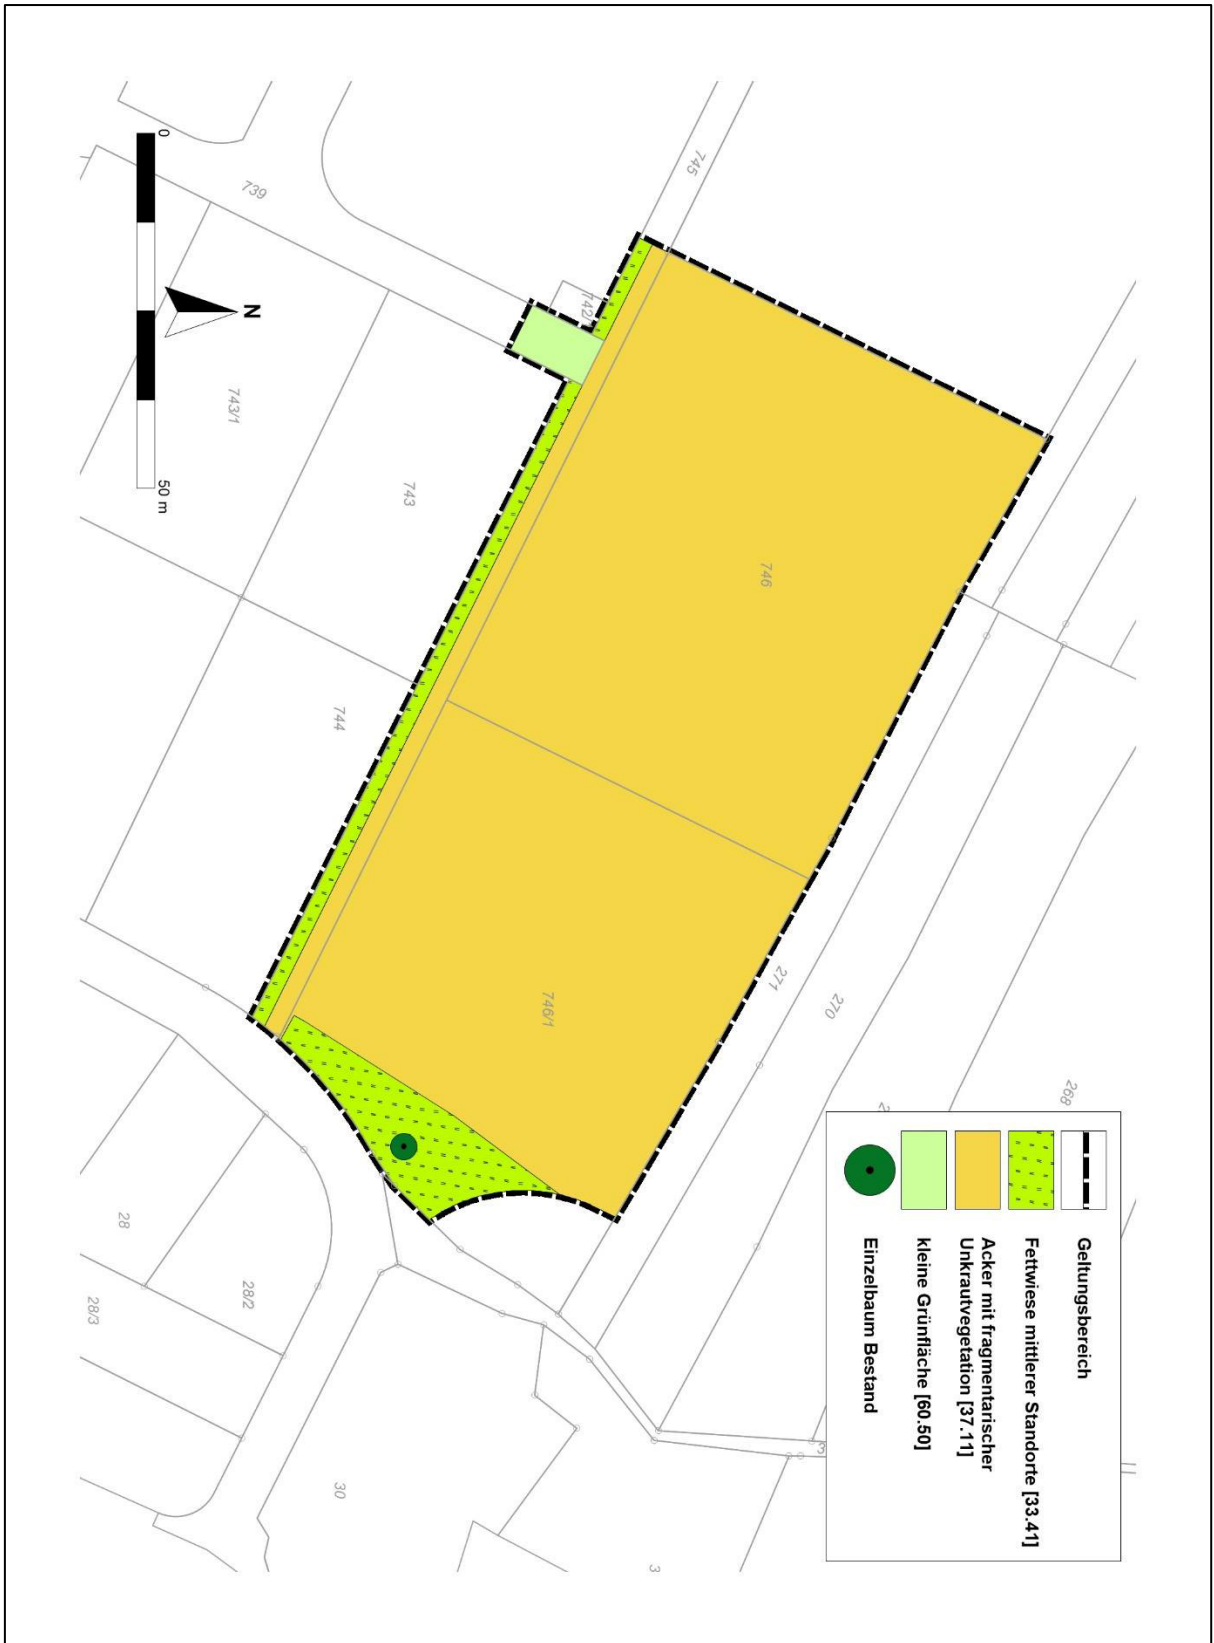 Geltungsbereich
Fettwiese mittlerer Standorte [33.41]
Acker mit fragmentarischer
Unkrautvegetation [37.11]
kleine Grünfläche [60.50]
Einzelbaum Bestand
268
270
271
745
746
746/1
742
739
743/1
743
744
28
28/2
28/3
30
3
N
0
50 m